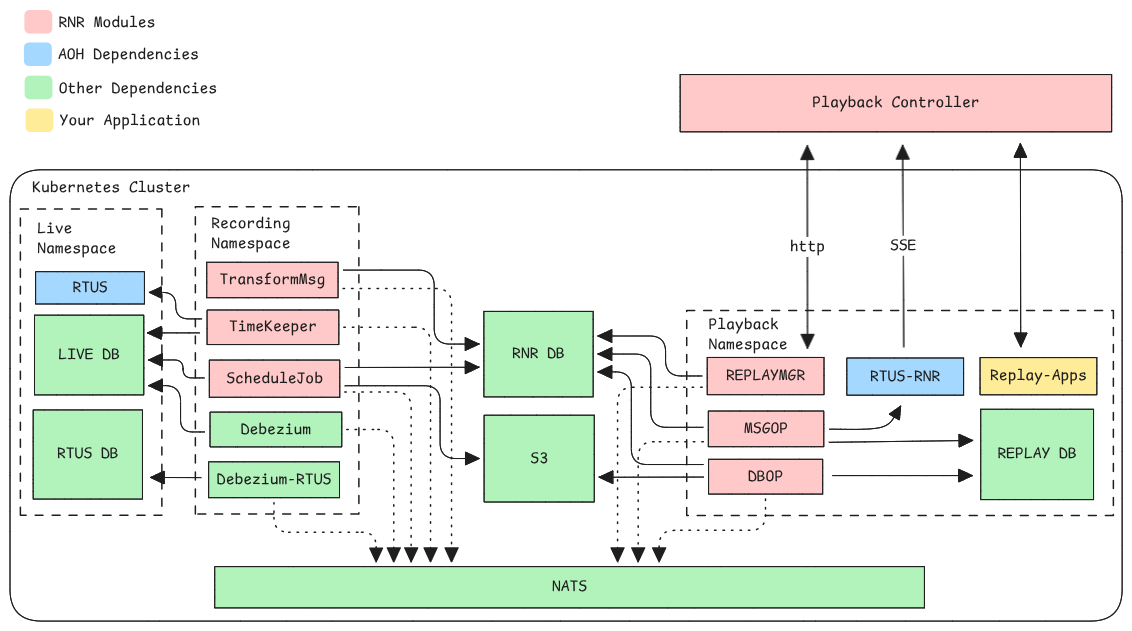 RNR Modules
AOH Dependencies
Other Dependencies
Your Application
Playback Controller
Kubernetes Cluster
Live
Namespace
RTUS
LIVE DB
RTUS DB
Recording
Namespace
TransformMsg
TimeKeeper
ScheduleJob
Debezium
Debezium-RTUS
RNR DB
S3
http
SSE
Playback
Namespace
REPLAYMGR
RTUS-RNR
Replay-Apps
MSGOP
DBOP
REPLAY DB
NATS